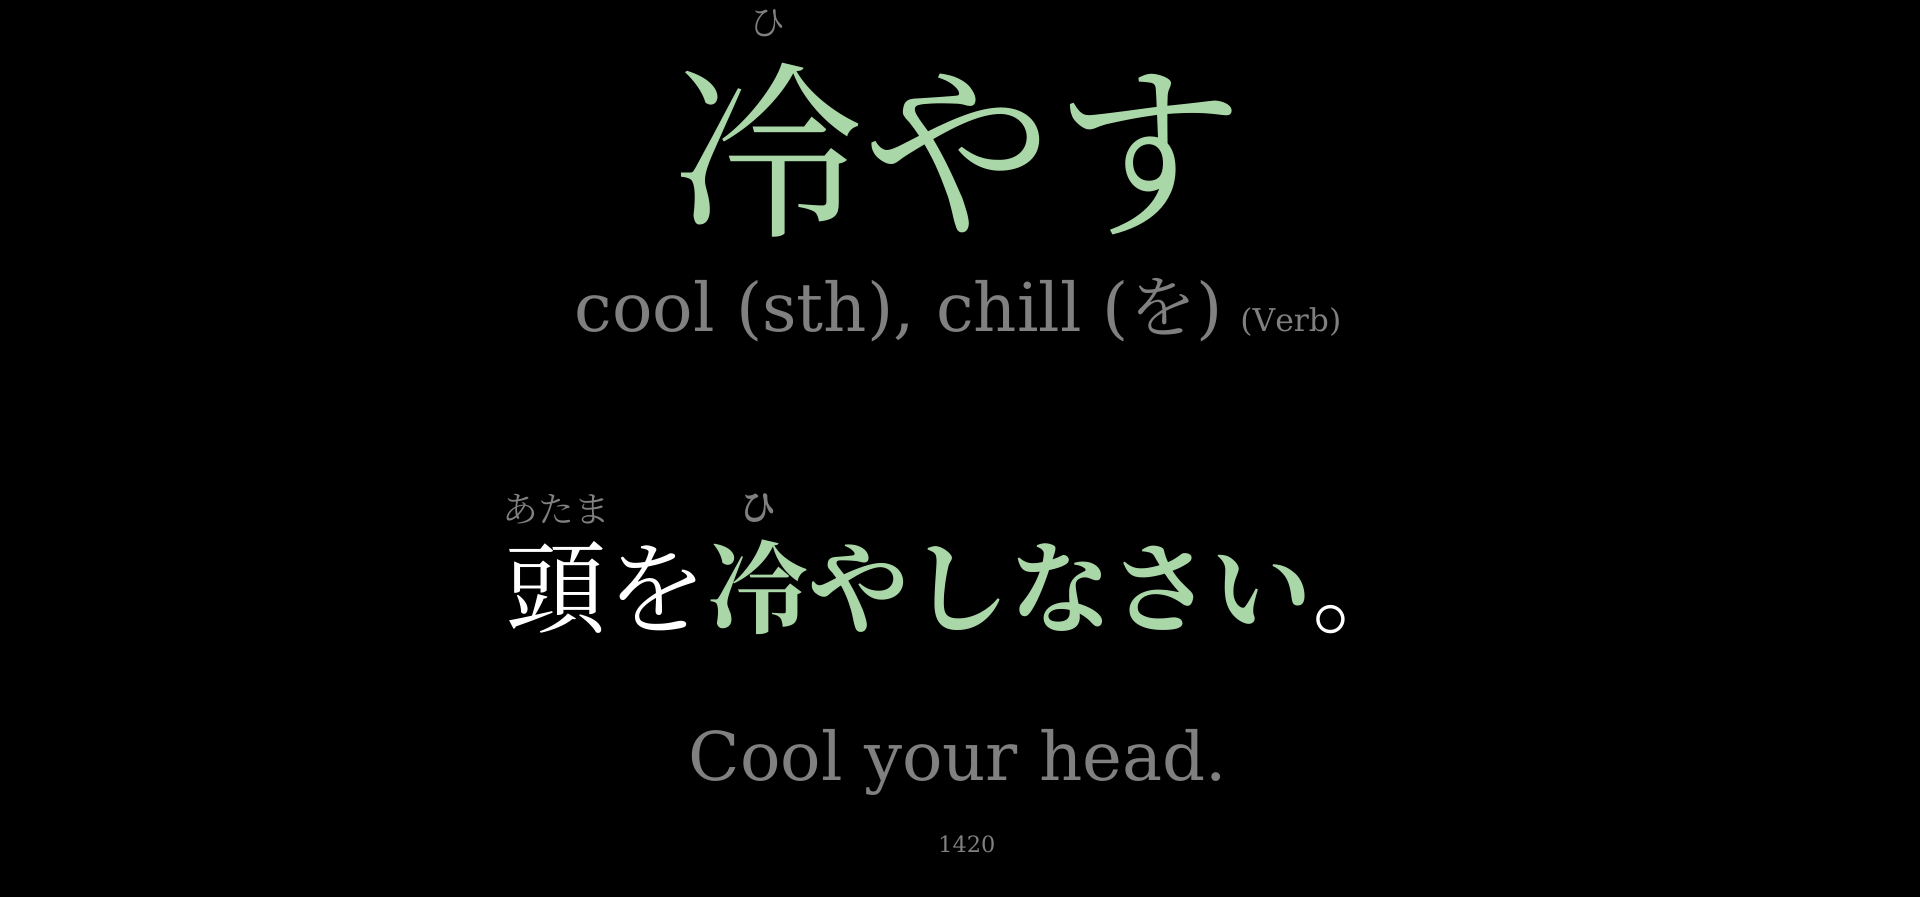 ひ
冷やす
cool (sth), chill (を) (Verb)
あたま ひ
頭を冷やしなさい。
Cool your head.
1420